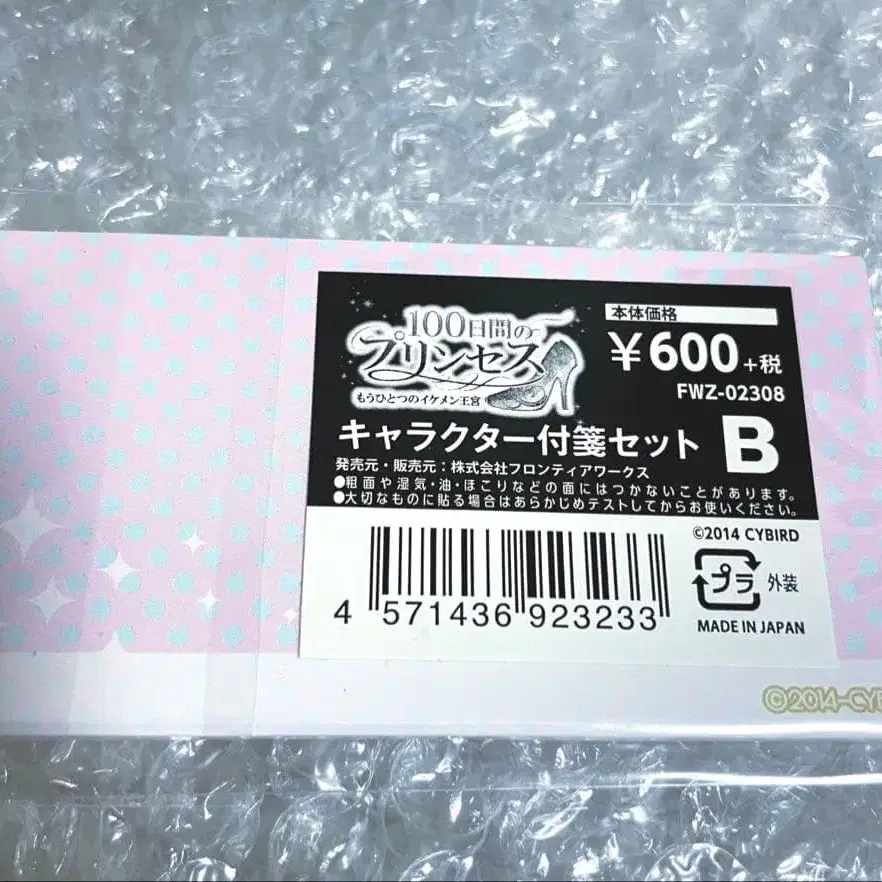 100日間の
プリンセス
もうひとつのイケメン王宮
本体価格
¥600+税
FWZ-02308
キャラクター付箋セット B
発売元・販売元：株式会社フロンティアワークス
●粗面や湿気・油・ほこりなどの面にはつかないことがあります。
●大切なものに貼る場合はあらかじめテストしてからお使いください。
©2014 CYBIRD
プラ 外装
4 571436 923233
MADE IN JAPAN
©2014 CY